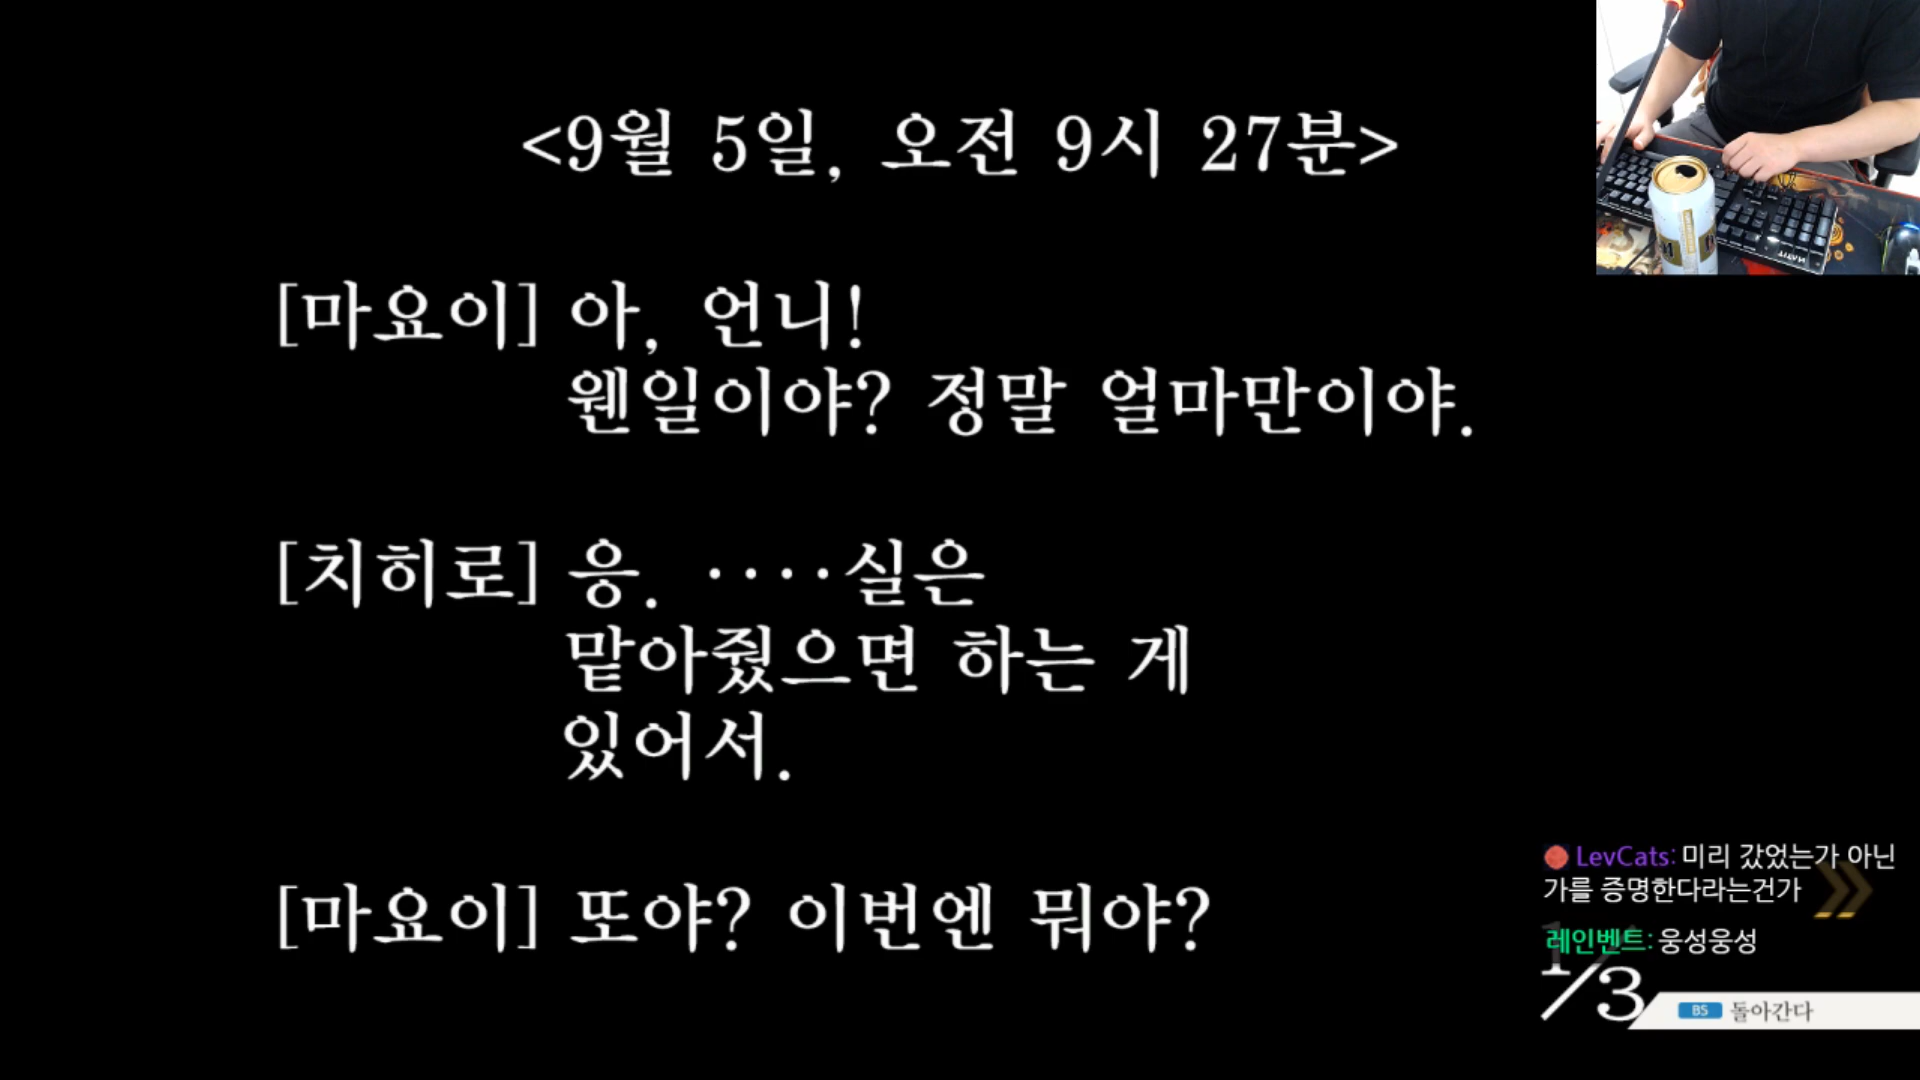 <9월 5일, 오전 9시 27분>
[마요이] 아, 언니!
웬일이야? 정말 얼마만이야.
[치히로] 응. ····실은
맡아줬으면 하는 게
있어서.
[마요이] 또야? 이번엔 뭐야?
LevCats: 미리 갔었는가 아닌
가를 증명한다라는건가
레인벤트: 웅성웅성
1/3
BS 돌아간다